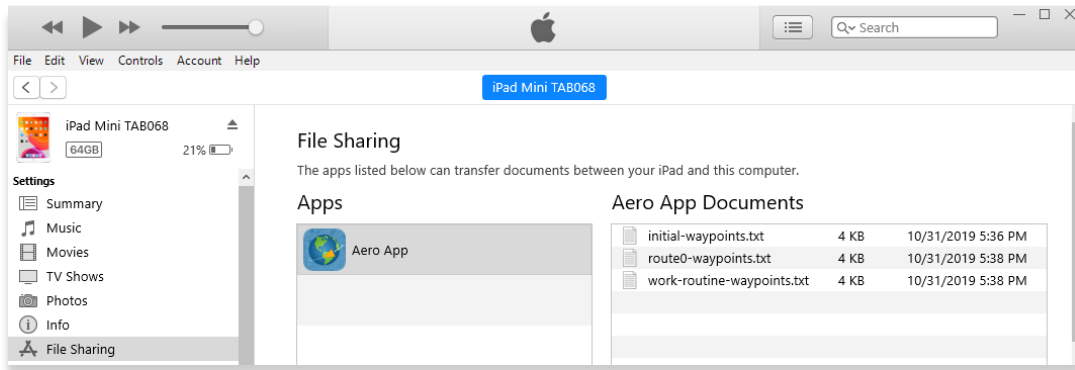 Search
File Edit View Controls Account Help
iPad Mini TAB068
iPad Mini TAB068
64GB 21%
Settings
Summary
Music
Movies
TV Shows
Photos
Info
File Sharing
File Sharing
The apps listed below can transfer documents between your iPad and this computer.
Apps
Aero App
Aero App Documents
initial-waypoints.txt 4 KB 10/31/2019 5:36 PM
route0-waypoints.txt 4 KB 10/31/2019 5:38 PM
work-routine-waypoints.txt 4 KB 10/31/2019 5:38 PM